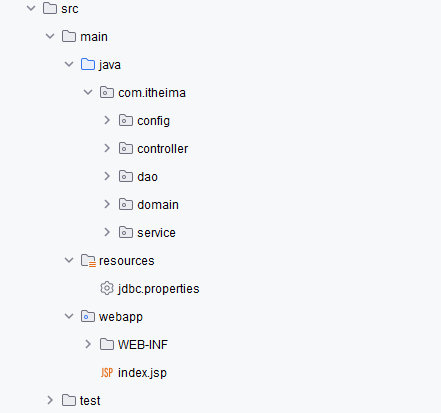 src
main
java
com.itheima
config
controller
dao
domain
service
resources
jdbc.properties
webapp
WEB-INF
JSP index.jsp
test